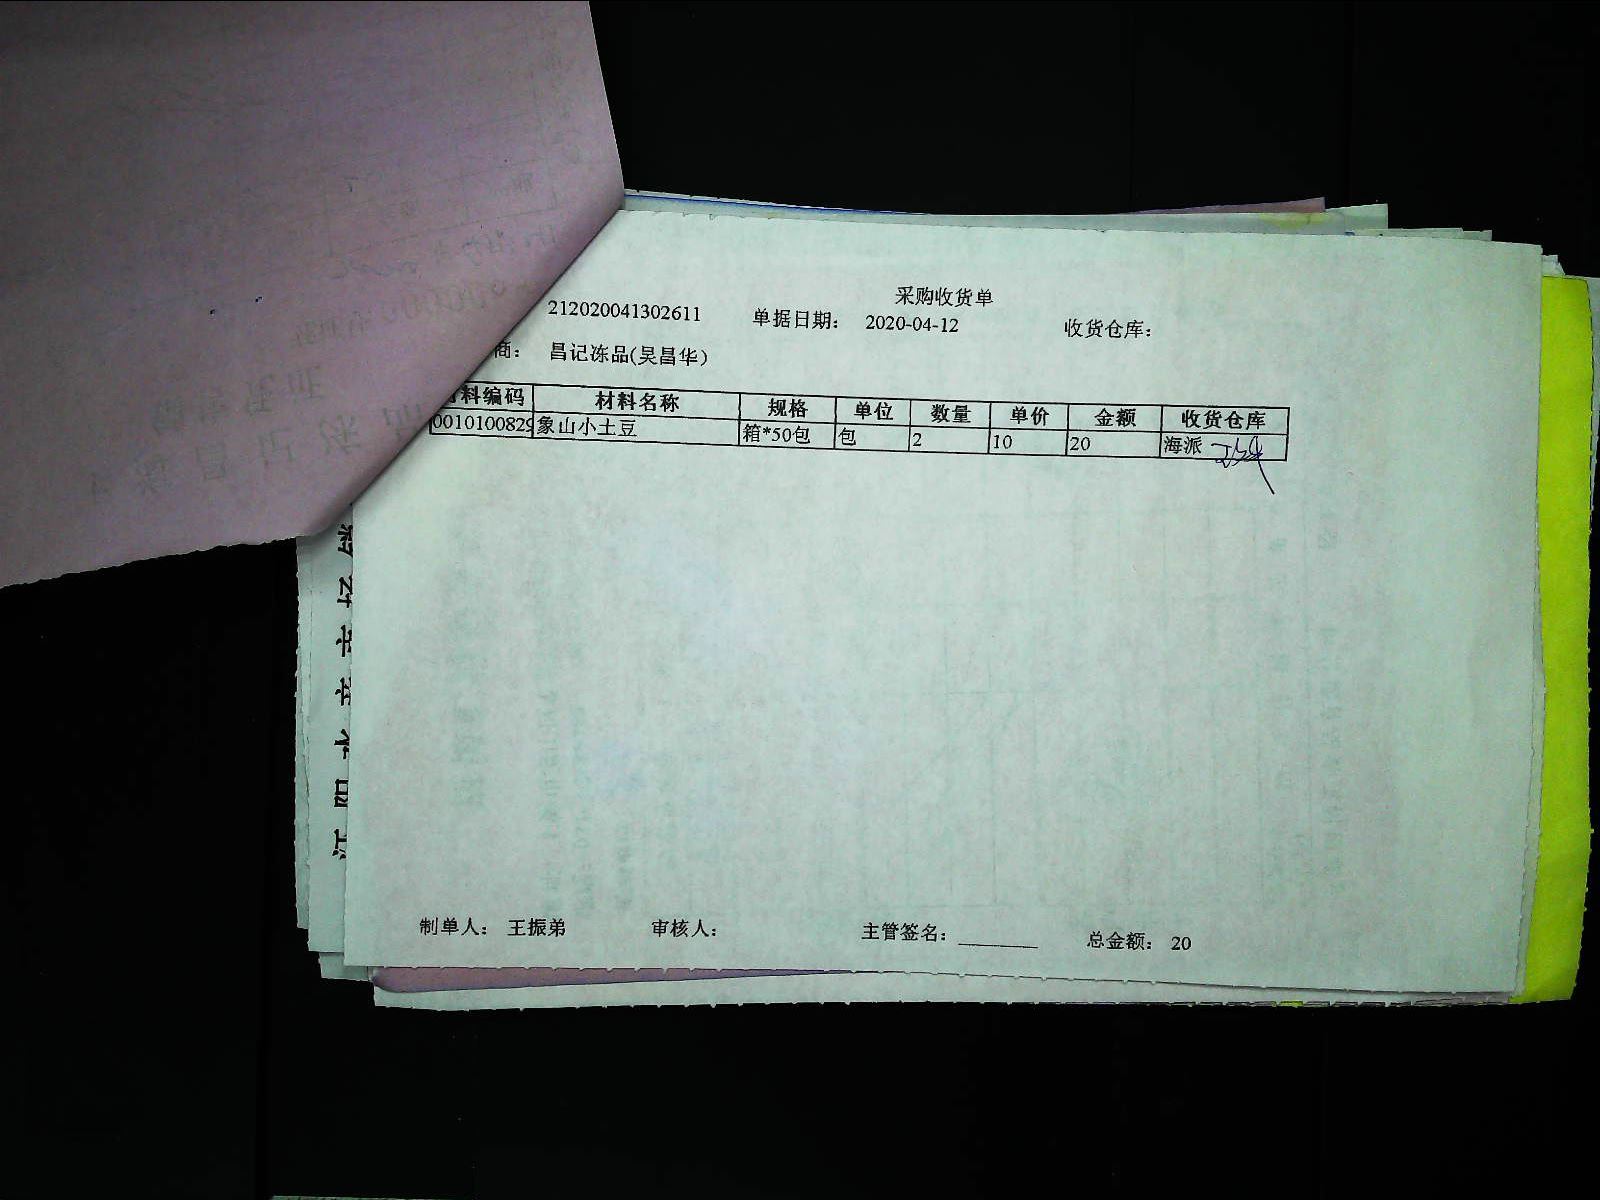 采购收货单
212020041302611 单据日期: 2020-04-12 收货仓库:
商: 昌记冻品(吴昌华)
料编码 材料名称 规格 单位 数量 单价 金额 收货仓库
0010100829 象山小土豆 箱*50包 包 2 10 20 海派
制单人: 王振弟 审核人: 主管签名: 总金额: 20